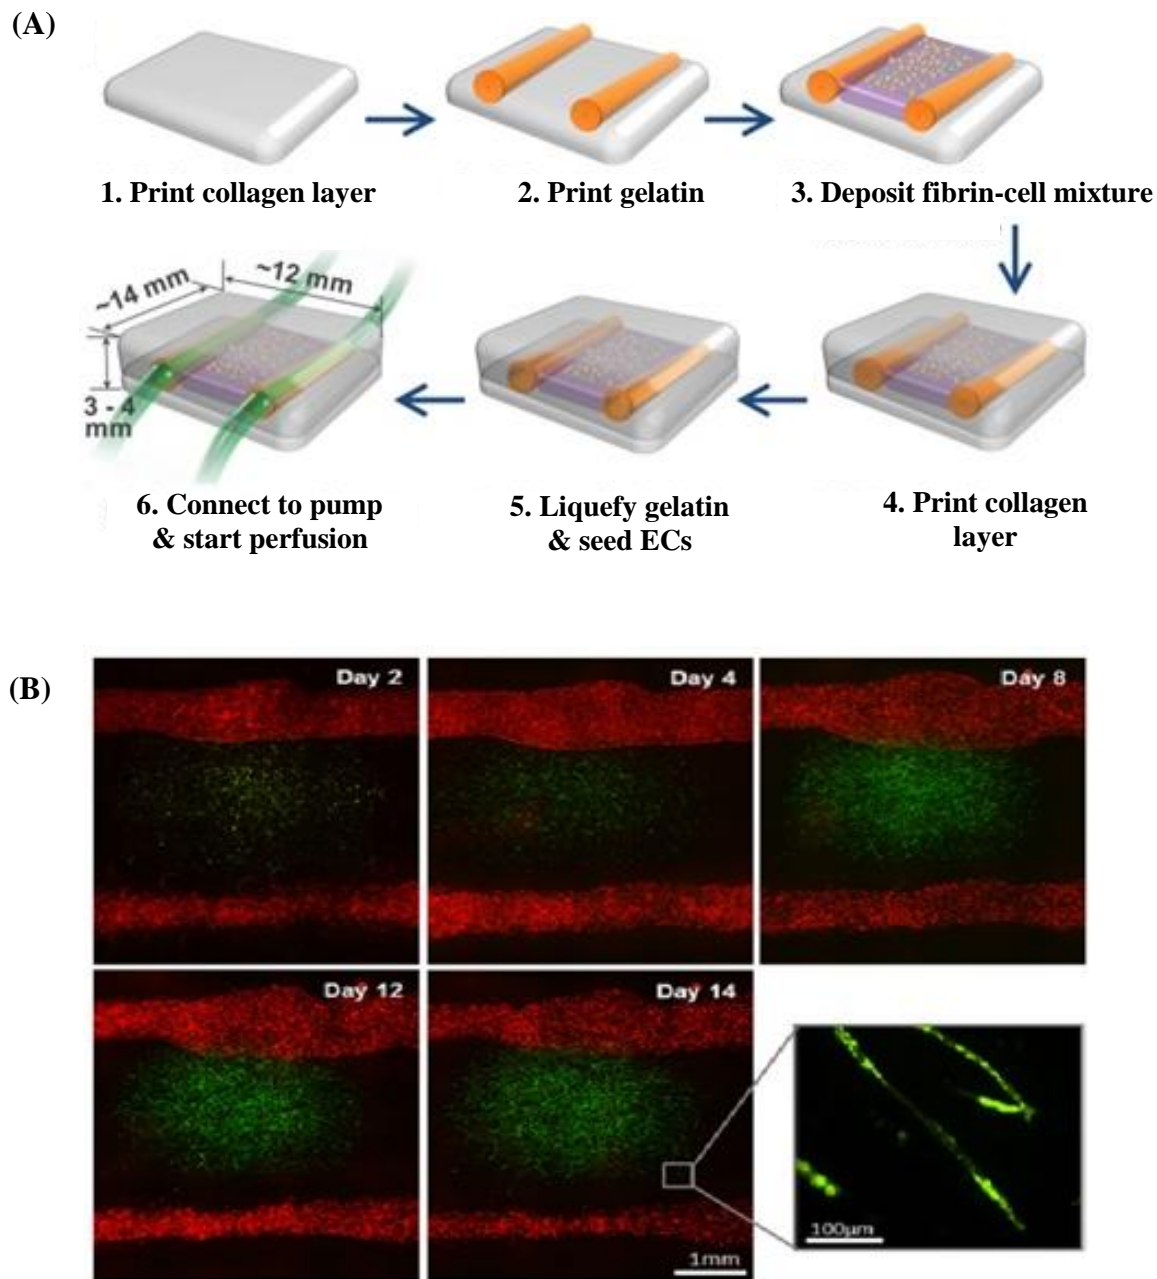 (A)
1. Print collagen layer
2. Print gelatin
3. Deposit fibrin-cell mixture
~14 mm
~12 mm
3 - 4
mm
6. Connect to pump
& start perfusion
5. Liquefy gelatin
& seed ECs
4. Print collagen
layer
(B)
Day 2
Day 4
Day 8
Day 12
Day 14
1mm
100µm